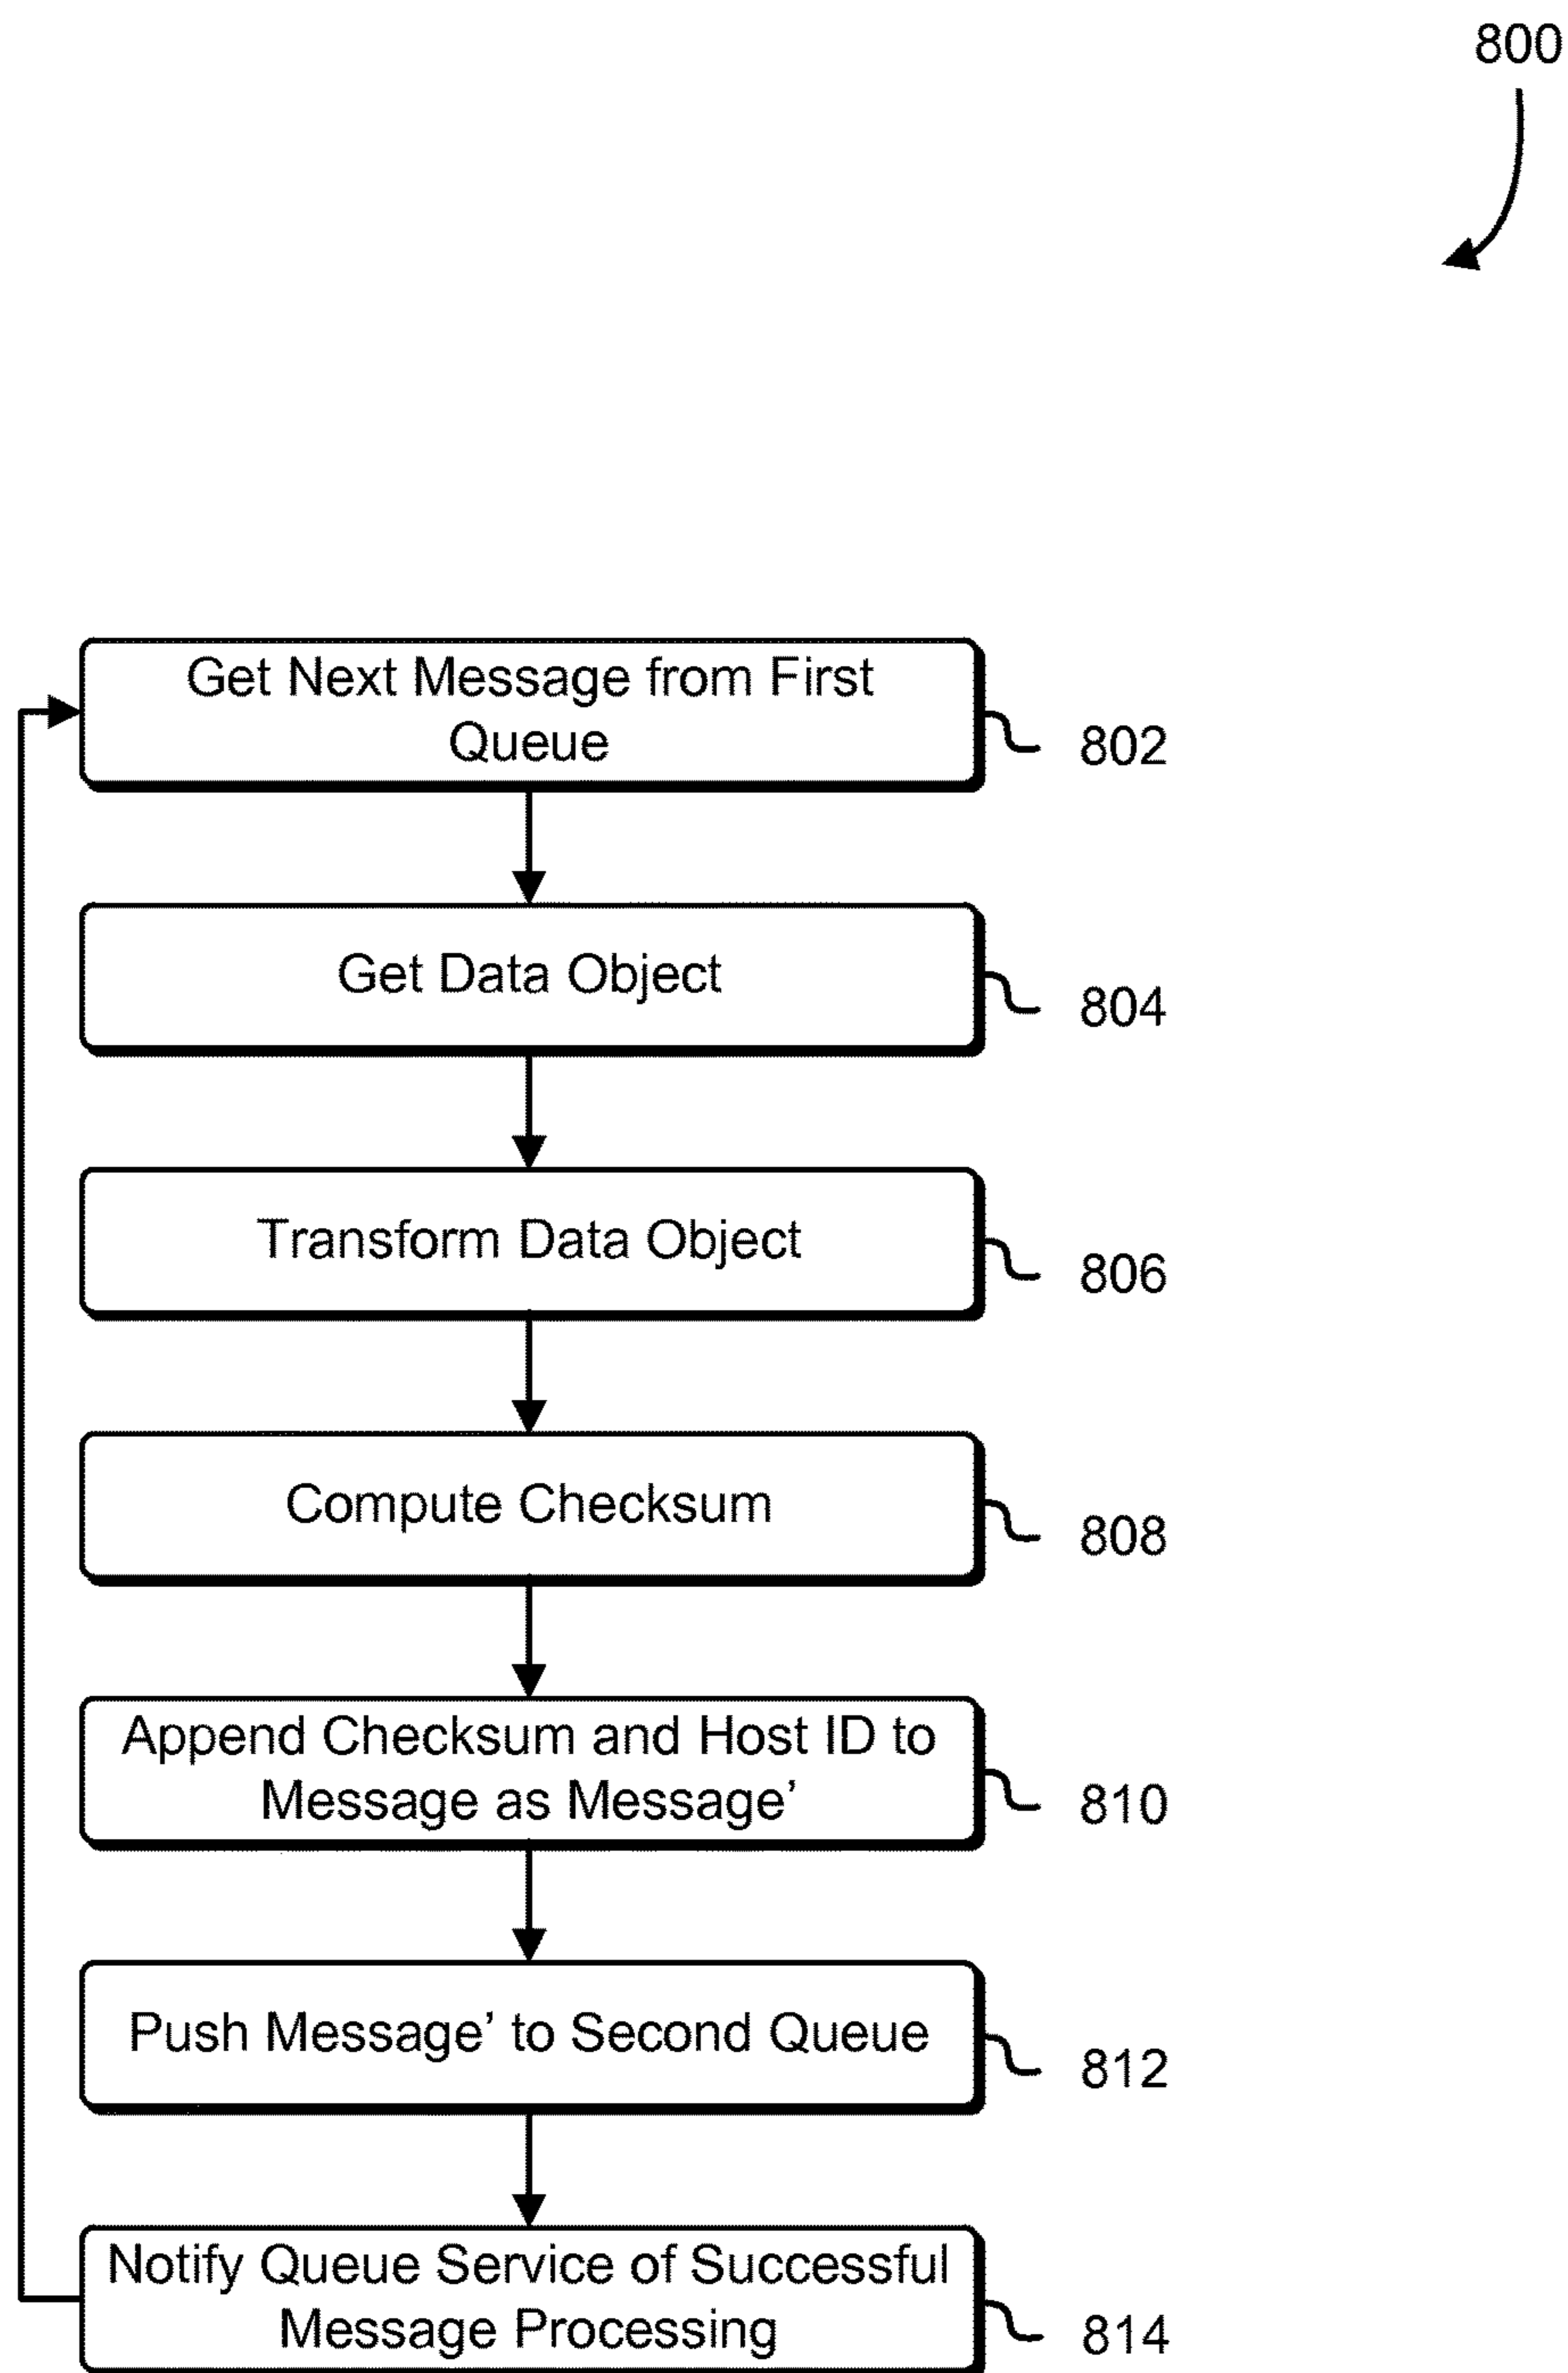 800
Get Next Message from First
Queue
802
Get Data Object
804
Transform Data Object
806
Compute Checksum
808
Append Checksum and Host ID to
Message as Message’
810
Push Message’ to Second Queue
812
Notify Queue Service of Successful
Message Processing
814